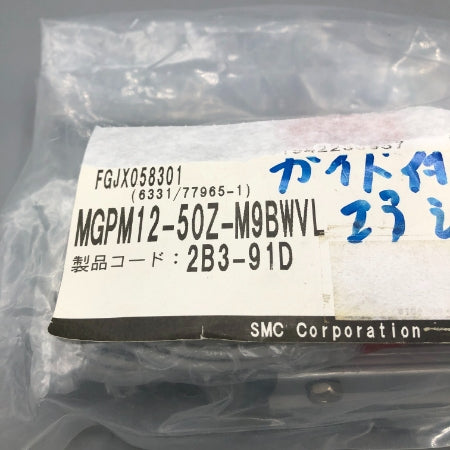 FGJX058301
(6331/77965-1)
ガイド付
MGPM12-50Z-M9BWVL
製品コード：2B3-91D
SMC Corporation